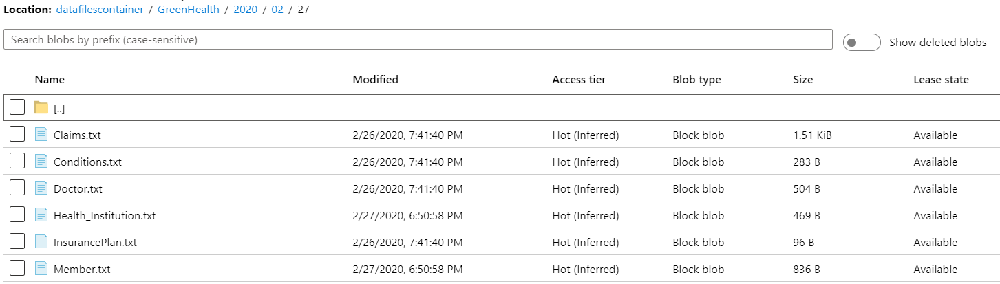 Location: datafilescontainer / GreenHealth / 2020 / 02 / 27
Search blobs by prefix (case-sensitive) Show deleted blobs
Name Modified Access tier Blob type Size Lease state
[..]
Claims.txt 2/26/2020, 7:41:40 PM Hot (Inferred) Block blob 1.51 KiB Available
Conditions.txt 2/26/2020, 7:41:40 PM Hot (Inferred) Block blob 283 B Available
Doctor.txt 2/26/2020, 7:41:40 PM Hot (Inferred) Block blob 504 B Available
Health_Institution.txt 2/27/2020, 6:50:58 PM Hot (Inferred) Block blob 469 B Available
InsurancePlan.txt 2/26/2020, 7:41:40 PM Hot (Inferred) Block blob 96 B Available
Member.txt 2/27/2020, 6:50:58 PM Hot (Inferred) Block blob 836 B Available